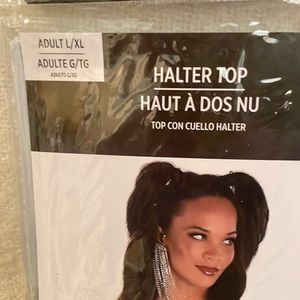 ADULT L/XL
ADULTE G/TG
ADULTO G/XG
HALTER TOP
HAUT À DOS NU
TOP CON CUELLO HALTER